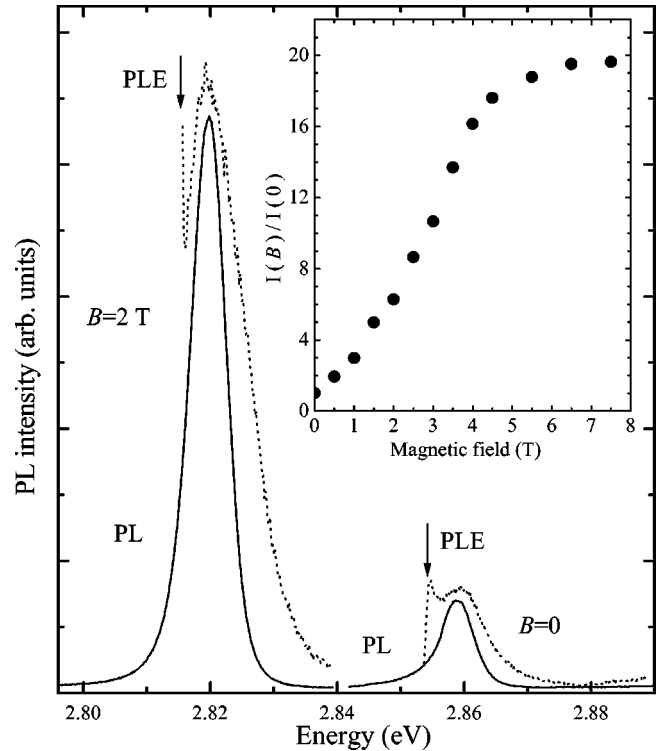 PLE
B=2 T
PL
PLE
PL
B=0
PL intensity (arb. units)
2.80 2.82 2.84 2.86 2.88
Energy (eV)
20
16
12
8
4
0
I(B)/I(0)
0 1 2 3 4 5 6 7 8
Magnetic field (T)